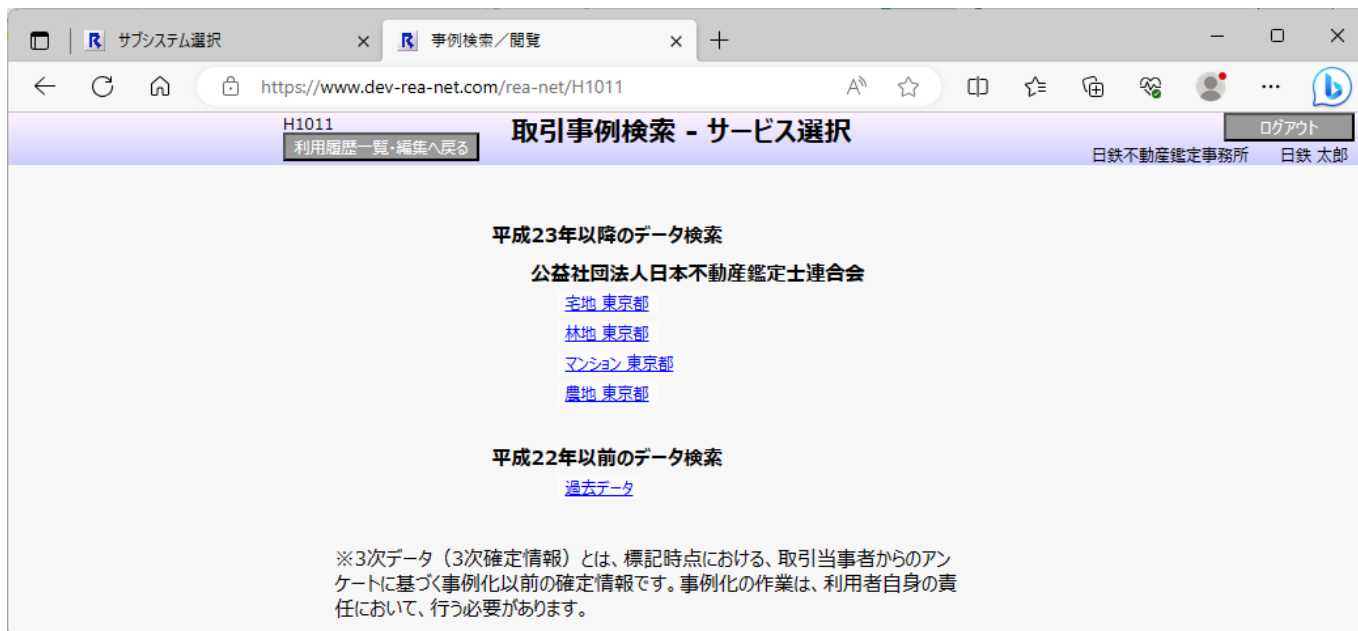 サブシステム選択
事例検索／閲覧
https://www.dev-rea-net.com/rea-net/H1011
H1011
取引事例検索 - サービス選択
ログアウト
利用履歴一覧・編集へ戻る
日鉄不動産鑑定事務所 日鉄 太郎
平成23年以降のデータ検索
公益社団法人日本不動産鑑定士連合会
宅地 東京都
林地 東京都
マンション 東京都
農地 東京都
平成22年以前のデータ検索
過去データ
※3次データ（3次確定情報）とは、標記時点における、取引当事者からのアン
ケートに基づく事例化以前の確定情報です。事例化の作業は、利用者自身の責
任において、行う必要があります。